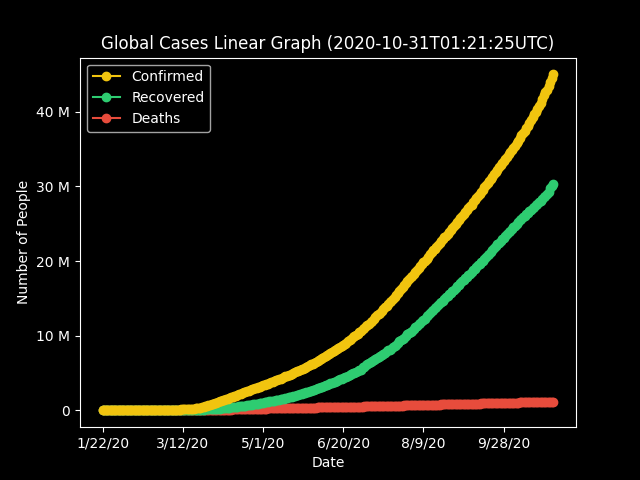 Global Cases Linear Graph (2020-10-31T01:21:25UTC)
Confirmed
Recovered
Deaths
Number of People
40 M
30 M
20 M
10 M
0
1/22/20 3/12/20 5/1/20 6/20/20 8/9/20 9/28/20
Date